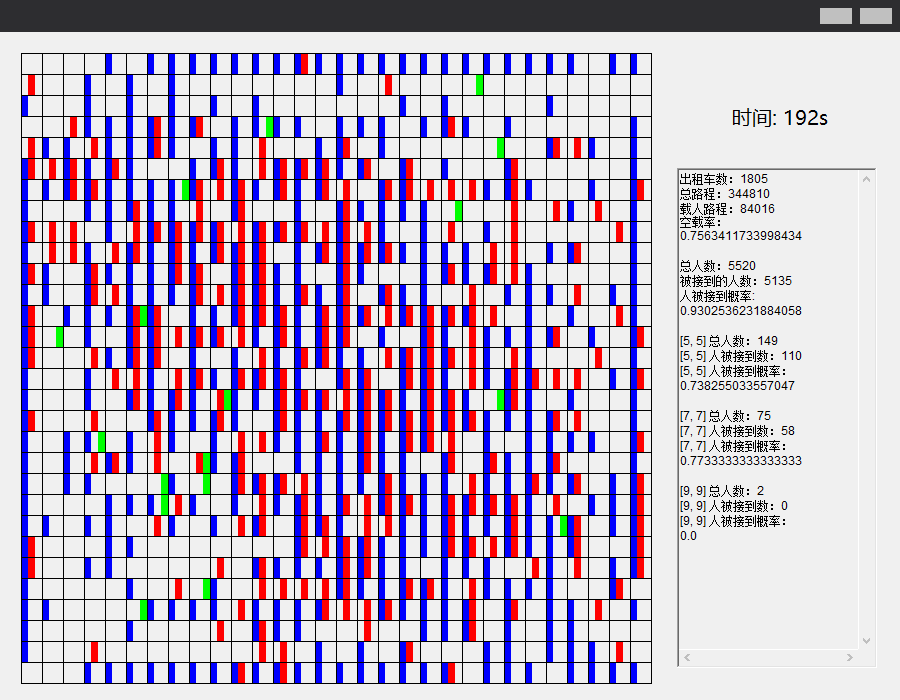 时间: 192s
出租车数：1805
总路程：344810
载人路程：84016
空载率：
0.7563411733998434
总人数：5520
被接到的人数：5135
人被接到概率:
0.9302536231884058
[5, 5] 总人数：149
[5, 5] 人被接到数：110
[5, 5] 人被接到概率：
0.738255033557047
[7, 7] 总人数：75
[7, 7] 人被接到数：58
[7, 7] 人被接到概率：
0.7733333333333333
[9, 9] 总人数：2
[9, 9] 人被接到数：0
[9, 9] 人被接到概率：
0.0